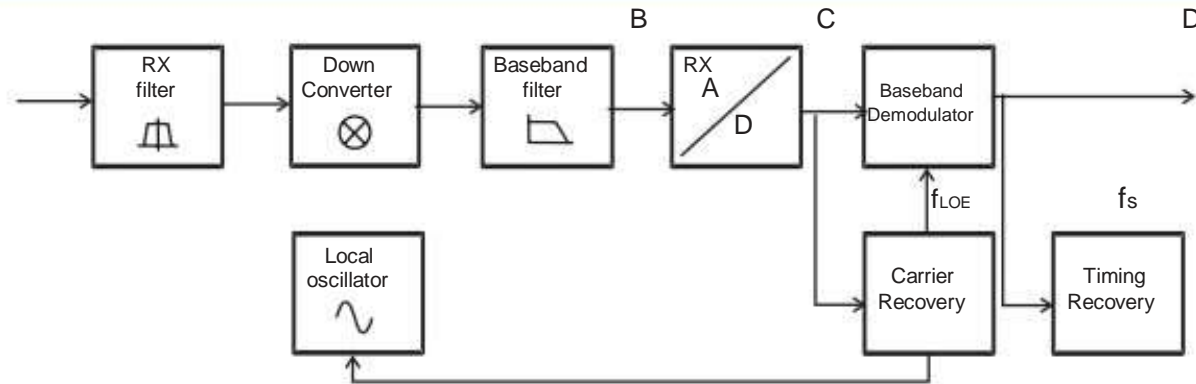 B
C
D
RX
filter
Down
Converter
Baseband
filter
RX
A
D
Baseband
Demodulator
fLOE
fs
Local
oscillator
Carrier
Recovery
Timing
Recovery